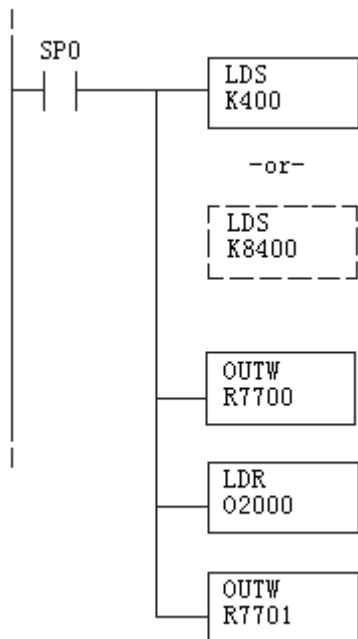 SP0
LDS
K400
-or-
LDS
K8400
OUTW
R7700
LDR
O2000
OUTW
R7701